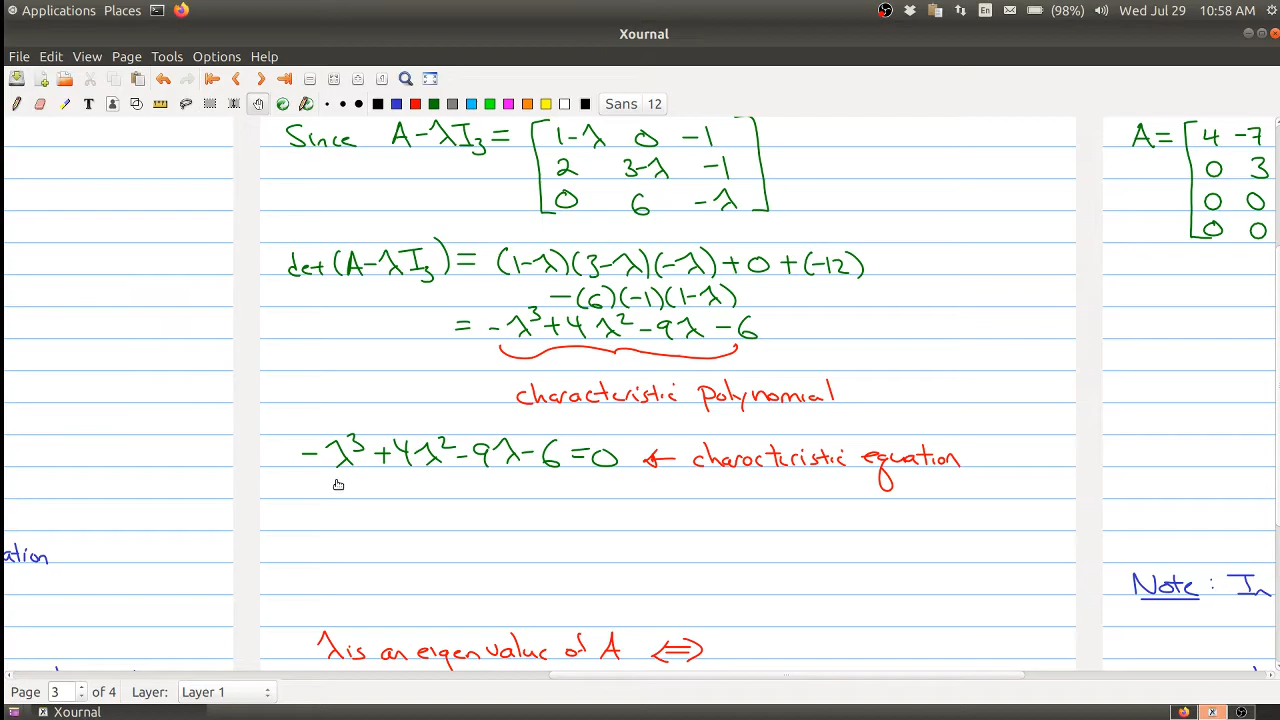 Applications Places En (98%) Wed Jul 29 10:58 AM
Xournal
File Edit View Page Tools Options Help
Sans 12
Since A-λI₃ = [1-λ 0 -1
2 3-λ -1
0 6 -λ]
det(A-λI₃) = (1-λ)(3-λ)(-λ)+0+(-12)
-(6)(-1)(1-λ)
= -λ³+4λ²-9λ-6
characteristic polynomial
-λ³+4λ²-9λ-6=0 ← characteristic equation
λ is an eigenvalue of A ⟺
ation
A= [4 -7
0 3
0 0
0 0
Note: In
Page 3 of 4 Layer: Layer 1
Xournal